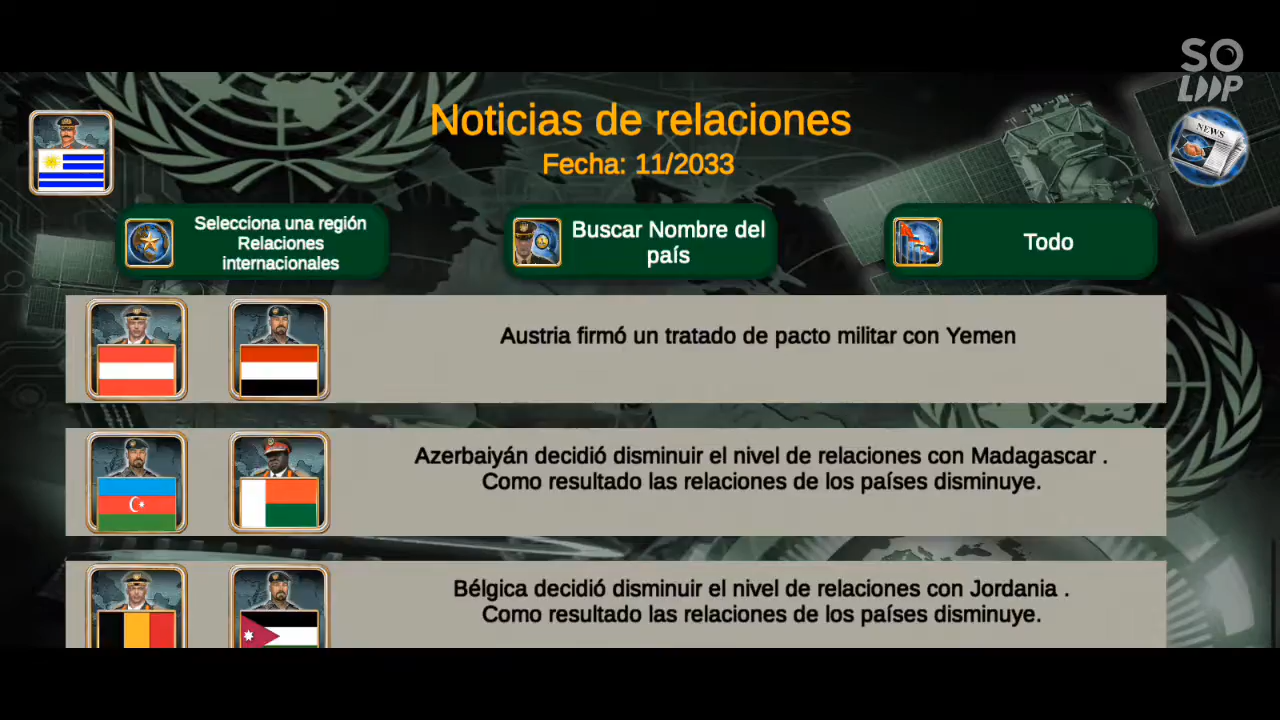 SO
LOOP
Noticias de relaciones
Fecha: 11/2033
NEWS
Selecciona una región
Relaciones
internacionales
Buscar Nombre del
país
Todo
Austria firmó un tratado de pacto militar con Yemen
Azerbaiyán decidió disminuir el nivel de relaciones con Madagascar .
Como resultado las relaciones de los países disminuye.
Bélgica decidió disminuir el nivel de relaciones con Jordania .
Como resultado las relaciones de los países disminuye.